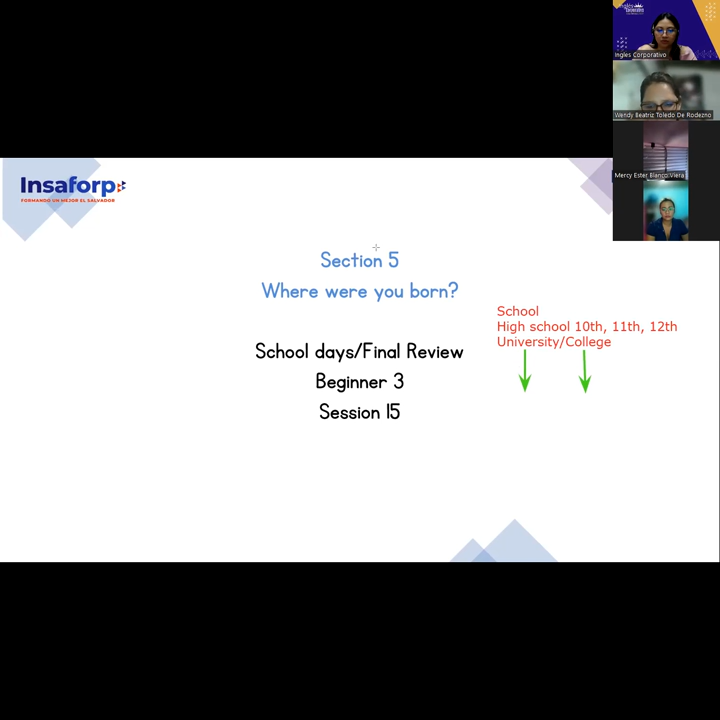 Ingles Corporativo
Wendy Beatriz Toledo De Rodezno
Mercy Ester Blanco Viera
Insaforp
FORMANDO UN MEJOR EL SALVADOR
Section 5
Where were you born?
School days/Final Review
Beginner 3
Session 15
School
High school 10th, 11th, 12th
University/College